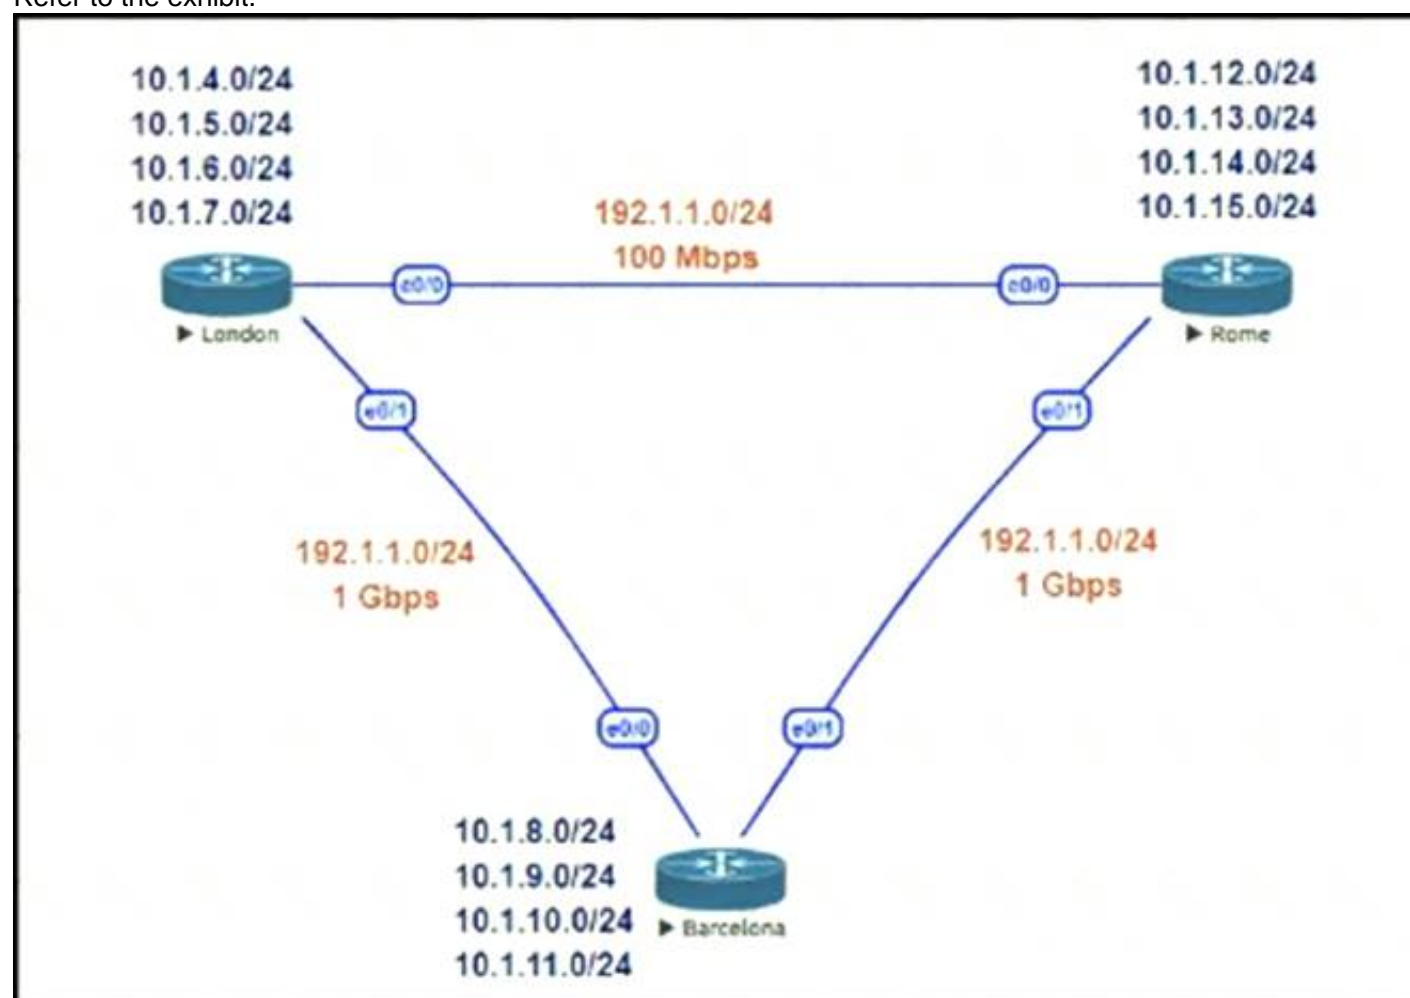 Refer to the exhibit.
10.1.4.0/24
10.1.5.0/24
10.1.6.0/24
10.1.7.0/24
10.1.12.0/24
10.1.13.0/24
10.1.14.0/24
10.1.15.0/24
192.1.1.0/24
100 Mbps
e0/0
e0/0
London
Rome
e0/1
e0/1
192.1.1.0/24
1 Gbps
192.1.1.0/24
1 Gbps
e0/0
e0/1
10.1.8.0/24
10.1.9.0/24
10.1.10.0/24
10.1.11.0/24
Barcelona